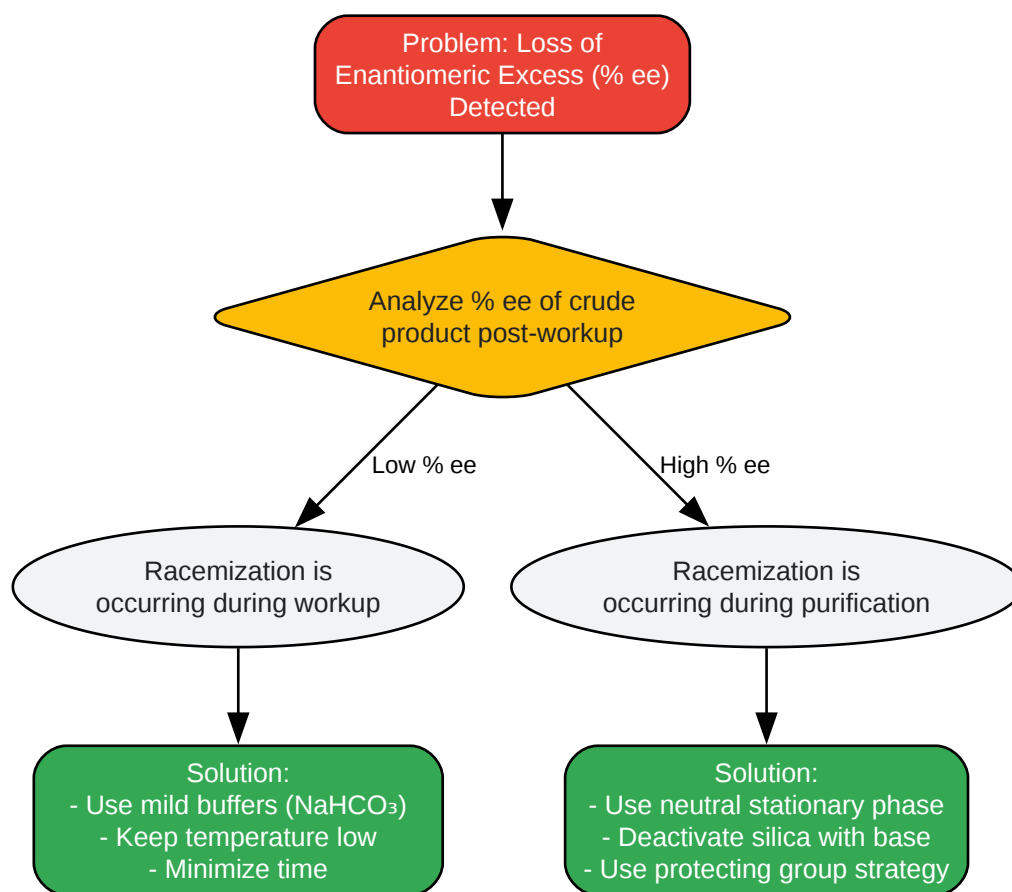 Problem: Loss of
Enantiomeric Excess (% ee)
Detected
Analyze % ee of crude
product post-workup
Low % ee
High % ee
Racemization is
occurring during workup
Racemization is
occurring during purification
Solution:
- Use mild buffers (NaHCO₃)
- Keep temperature low
- Minimize time
Solution:
- Use neutral stationary phase
- Deactivate silica with base
- Use protecting group strategy